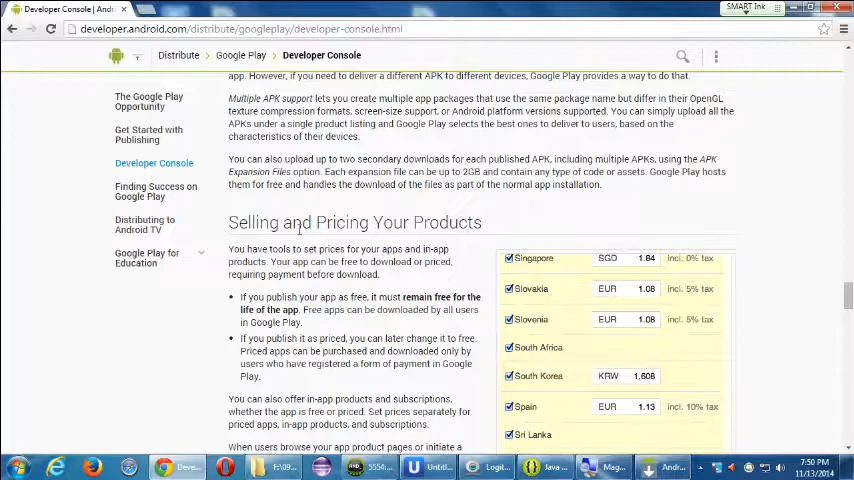 Developer Console | Andr
SMART Ink
developer.android.com/distribute/googleplay/developer-console.html
Distribute > Google Play > Developer Console
app. However, if you need to deliver a different APK to different devices, Google Play provides a way to do that.
Multiple APK support lets you create multiple app packages that use the same package name but differ in their OpenGL
texture compression formats, screen-size support, or Android platform versions supported. You can simply upload all the
APKs under a single product listing and Google Play selects the best ones to deliver to users, based on the
characteristics of their devices.
You can also upload up to two secondary downloads for each published APK, including multiple APKs, using the APK
Expansion Files option. Each expansion file can be up to 2GB and contain any type of code or assets. Google Play hosts
them for free and handles the download of the files as part of the normal app installation.
The Google Play
Opportunity
Get Started with
Publishing
Developer Console
Finding Success on
Google Play
Distributing to
Android TV
Google Play for
Education
Selling and Pricing Your Products
You have tools to set prices for your apps and in-app
products. Your app can be free to download or priced,
requiring payment before download.
If you publish your app as free, it must remain free for the
life of the app. Free apps can be downloaded by all users
in Google Play.
If you publish it as priced, you can later change it to free.
Priced apps can be purchased and downloaded only by
users who have registered a form of payment in Google
Play.
You can also offer in-app products and subscriptions,
whether the app is free or priced. Set prices separately for
priced apps, in-app products, and subscriptions.
When users browse your app product pages or initiate a
Singapore SGD 1.84 incl. 0% tax
Slovakia EUR 1.08 incl. 5% tax
Slovenia EUR 1.08 incl. 5% tax
South Africa
South Korea KRW 1,608
Spain EUR 1.13 incl. 10% tax
Sri Lanka
Deve...
F:\09...
5554:...
Untitl...
Logit...
Java ...
Mag...
Andr...
7:50 PM
11/13/2014